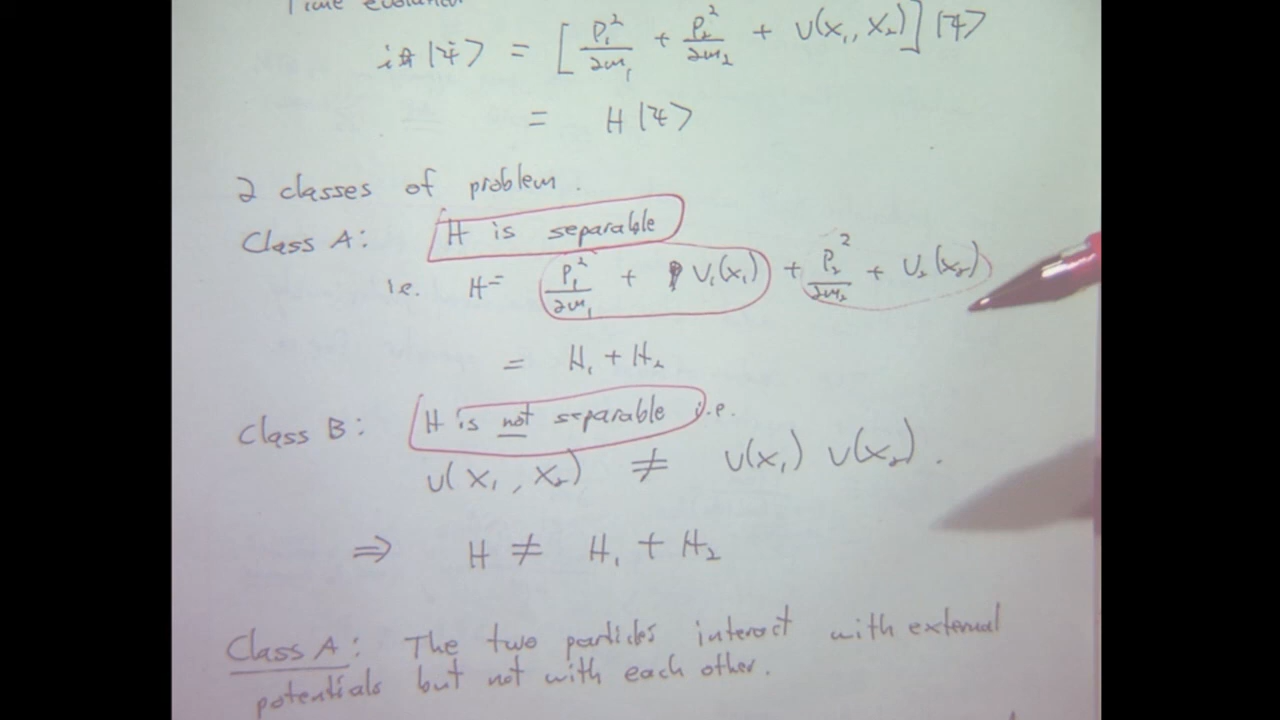 Time evolution
iħ |ψ̇⟩ = [ P₁²/2m₁ + P₂²/2m₂ + V(x₁, x₂) ] |ψ⟩
= H |ψ⟩
2 classes of problem.
Class A: H is separable
i.e. H = P₁²/2m₁ + V₁(x₁) + P₂²/2m₂ + V₂(x₂)
= H₁ + H₂
Class B: H is not separable i.e.
V(x₁, x₂) ≠ V(x₁) V(x₂).
⇒ H ≠ H₁ + H₂
Class A: The two particles interact with external
potentials but not with each other.